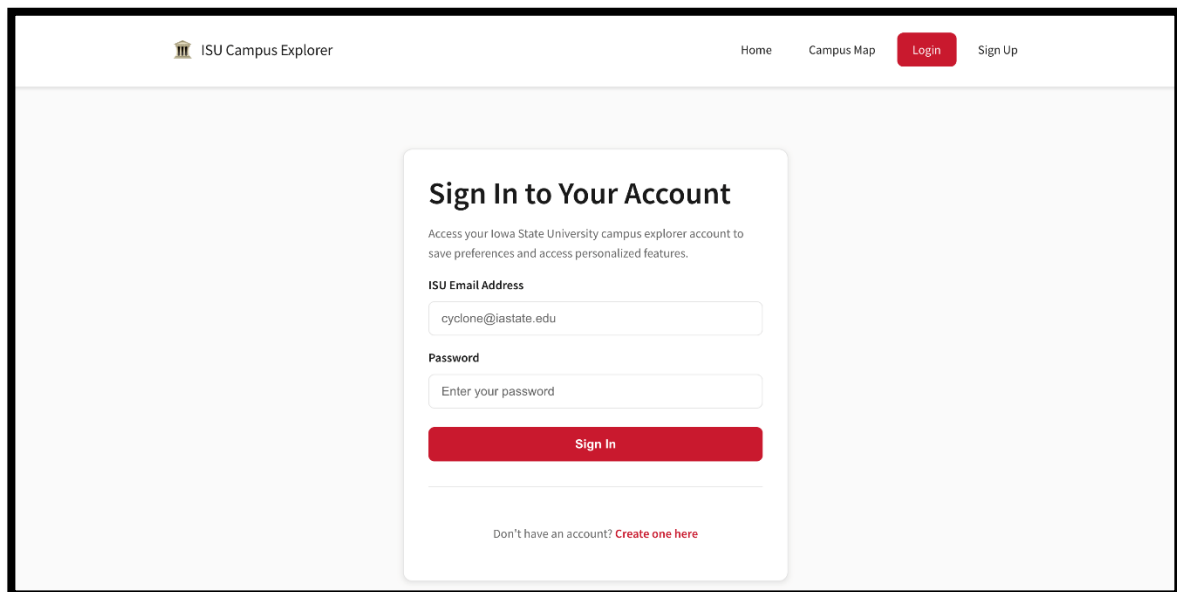 ISU Campus Explorer
Home Campus Map Login Sign Up
Sign In to Your Account
Access your Iowa State University campus explorer account to
save preferences and access personalized features.
ISU Email Address
cyclone@iastate.edu
Password
Enter your password
Sign In
Don't have an account? Create one here